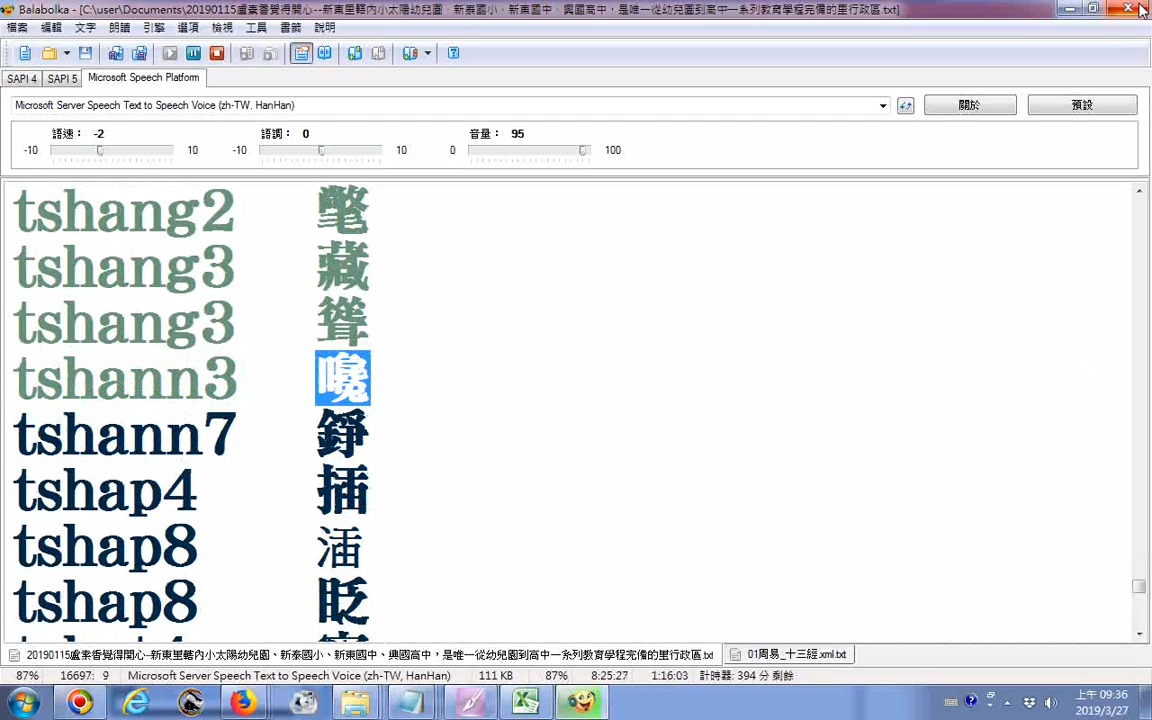 Balabolka - [C:\user\Documents\20190115盧素香覺得開心--新東里轄內小太陽幼兒園、新泰國小、新東國中、興國高中，是唯一從幼兒園到高中一系列教育學程完備的里行政區.txt]
檔案 編輯 文字 朗讀 引擎 選項 檢視 工具 書籤 說明
SAPI 4 SAPI 5 Microsoft Speech Platform
Microsoft Server Speech Text to Speech Voice (zh-TW, HanHan) 關於 預設
語速： -2 語調： 0 音量： 95
-10 10 -10 10 0 100
tshang2 氅
tshang3 藏
tshang3 聳
tshann3 嚵
tshann7 錚
tshap4 插
tshap8
tshap8 眨
20190115盧素香覺得開心--新東里轄內小太陽幼兒園、新泰國小、新東國中、興國高中，是唯一從幼兒園到高中一系列教育學程完備的里行政區.txt 01周易_十三經.xml.txt
87% 16697: 9 Microsoft Server Speech Text to Speech Voice (zh-TW, HanHan) 111 KB 87% 8:25:27 1:16:03 計時器: 394 分 剩餘
上午 09:36
2019/3/27